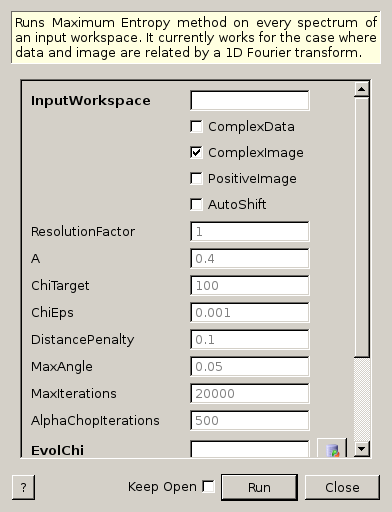 Runs Maximum Entropy method on every spectrum of
an input workspace. It currently works for the case where
data and image are related by a 1D Fourier transform.
InputWorkspace
ComplexData
ComplexImage
PositiveImage
AutoShift
ResolutionFactor 1
A 0.4
ChiTarget 100
ChiEps 0.001
DistancePenalty 0.1
MaxAngle 0.05
MaxIterations 20000
AlphaChopIterations 500
EvolChi
? Keep Open Run Close